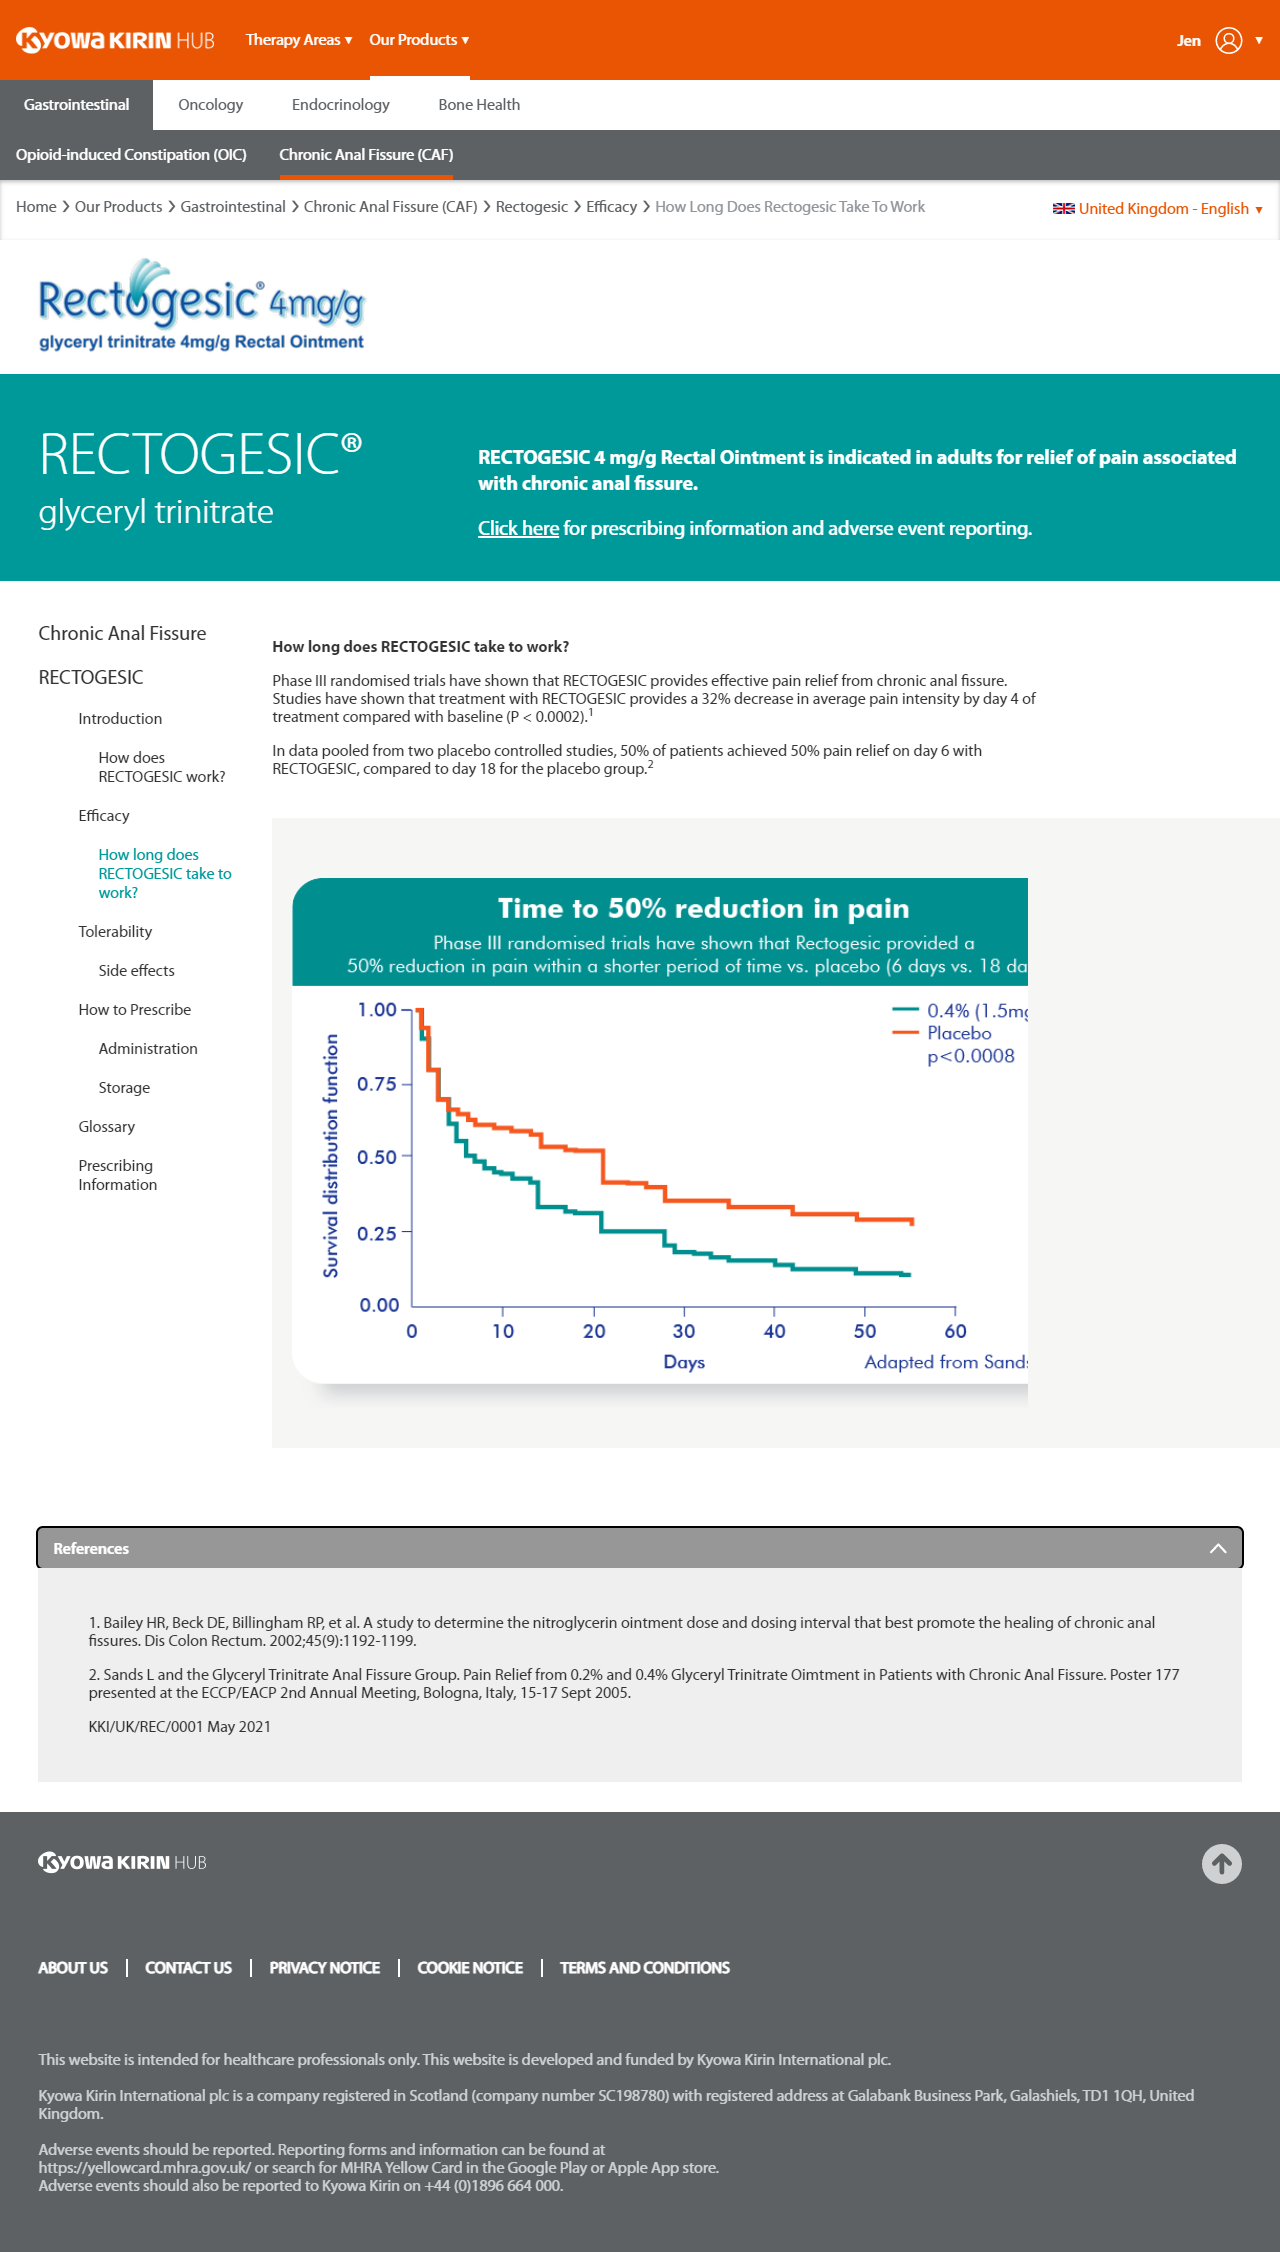 KYOWA KIRIN HUB
Therapy Areas ▼ Our Products ▼
Jen ▼
Gastrointestinal Oncology Endocrinology Bone Health
Opioid-induced Constipation (OIC) Chronic Anal Fissure (CAF)
Home > Our Products > Gastrointestinal > Chronic Anal Fissure (CAF) > Rectogesic > Efficacy > How Long Does Rectogesic Take To Work
United Kingdom - English ▼
Rectogesic® 4mg/g
glyceryl trinitrate 4mg/g Rectal Ointment
RECTOGESIC®
glyceryl trinitrate
RECTOGESIC 4 mg/g Rectal Ointment is indicated in adults for relief of pain associated
with chronic anal fissure.
Click here for prescribing information and adverse event reporting.
Chronic Anal Fissure
RECTOGESIC
Introduction
How does
RECTOGESIC work?
Efficacy
How long does
RECTOGESIC take to
work?
Tolerability
Side effects
How to Prescribe
Administration
Storage
Glossary
Prescribing
Information
How long does RECTOGESIC take to work?
Phase III randomised trials have shown that RECTOGESIC provides effective pain relief from chronic anal fissure.
Studies have shown that treatment with RECTOGESIC provides a 32% decrease in average pain intensity by day 4 of
treatment compared with baseline (P < 0.0002).1
In data pooled from two placebo controlled studies, 50% of patients achieved 50% pain relief on day 6 with
RECTOGESIC, compared to day 18 for the placebo group.2
Time to 50% reduction in pain
Phase III randomised trials have shown that Rectogesic provided a
50% reduction in pain within a shorter period of time vs. placebo (6 days vs. 18 da
0.4% (1.5mg
Placebo
p<0.0008
Survival distribution function
1.00
0.75
0.50
0.25
0.00
0 10 20 30 40 50 60
Days
Adapted from Sands
References
1. Bailey HR, Beck DE, Billingham RP, et al. A study to determine the nitroglycerin ointment dose and dosing interval that best promote the healing of chronic anal
fissures. Dis Colon Rectum. 2002;45(9):1192-1199.
2. Sands L and the Glyceryl Trinitrate Anal Fissure Group. Pain Relief from 0.2% and 0.4% Glyceryl Trinitrate Oimtment in Patients with Chronic Anal Fissure. Poster 177
presented at the ECCP/EACP 2nd Annual Meeting, Bologna, Italy, 15-17 Sept 2005.
KKI/UK/REC/0001 May 2021
KYOWA KIRIN HUB
ABOUT US | CONTACT US | PRIVACY NOTICE | COOKIE NOTICE | TERMS AND CONDITIONS
This website is intended for healthcare professionals only. This website is developed and funded by Kyowa Kirin International plc.
Kyowa Kirin International plc is a company registered in Scotland (company number SC198780) with registered address at Galabank Business Park, Galashiels, TD1 1QH, United
Kingdom.
Adverse events should be reported. Reporting forms and information can be found at
https://yellowcard.mhra.gov.uk/ or search for MHRA Yellow Card in the Google Play or Apple App store.
Adverse events should also be reported to Kyowa Kirin on +44 (0)1896 664 000.